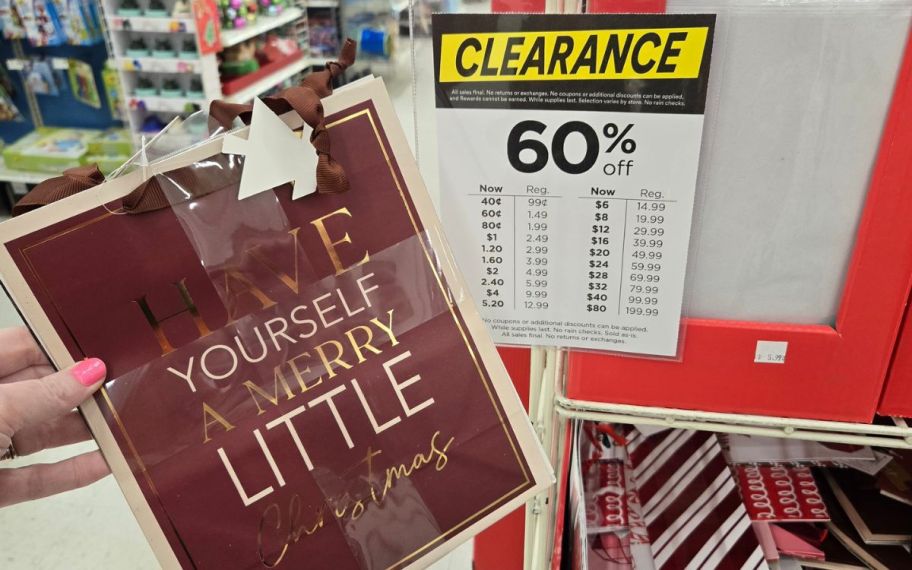 HAVE
YOURSELF
A MERRY
LITTLE
Christmas
CLEARANCE
All sales final. No returns or exchanges. No coupons or additional discounts can be applied,
and Rewards cannot be earned. While supplies last. Selection varies by store. No rain checks.
60% off
Now Reg.
40¢ 99¢
60¢ 1.49
80¢ 1.99
$1 2.49
1.20 2.99
1.60 3.99
$2 4.99
2.40 5.99
$4 9.99
5.20 12.99
Now Reg.
$6 14.99
$8 19.99
$12 29.99
$16 39.99
$20 49.99
$24 59.99
$28 69.99
$32 79.99
$40 99.99
$80 199.99
No coupons or additional discounts can be applied.
While supplies last. No rain checks. Sold as is.
All sales final. No returns or exchanges.